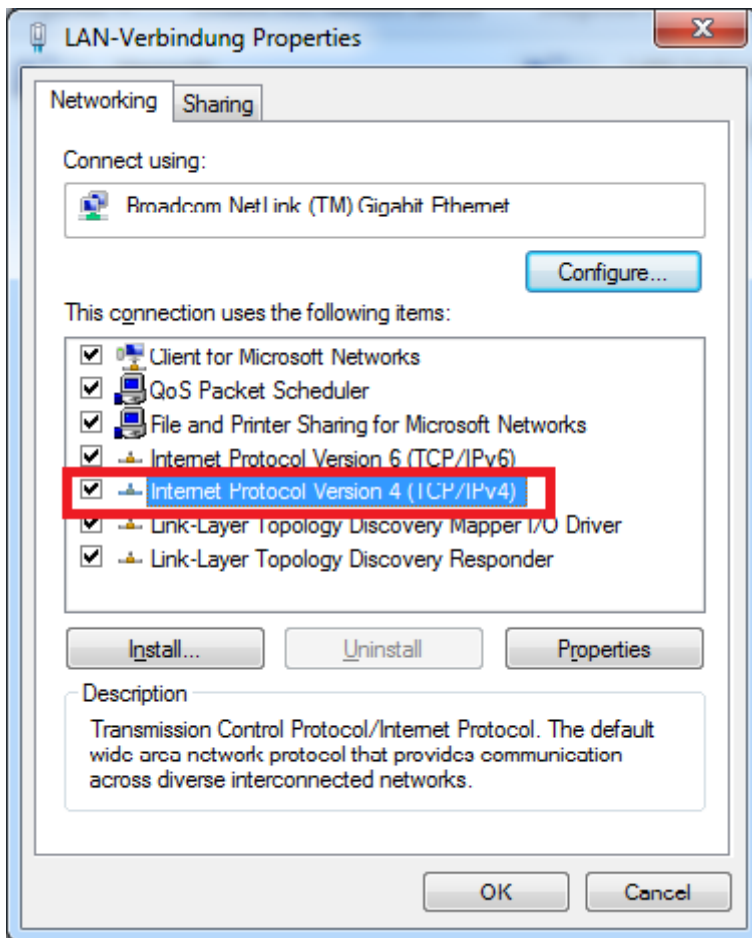 LAN-Verbindung Properties
Networking
Sharing
Connect using:
Broadcom NetLink (TM) Gigabit Ethernet
Configure...
This connection uses the following items:
Client for Microsoft Networks
QoS Packet Scheduler
File and Printer Sharing for Microsoft Networks
Internet Protocol Version 6 (TCP/IPv6)
Internet Protocol Version 4 (TCP/IPv4)
Link-Layer Topology Discovery Mapper I/O Driver
Link-Layer Topology Discovery Responder
Install...
Uninstall
Properties
Description
Transmission Control Protocol/Internet Protocol. The default
wide area network protocol that provides communication
across diverse interconnected networks.
OK
Cancel